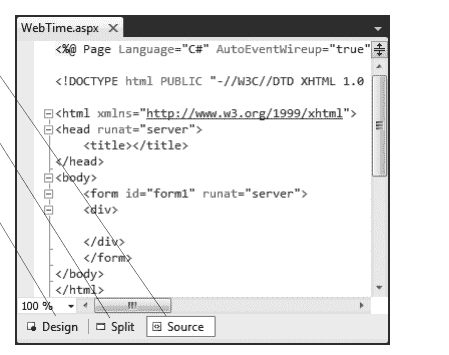 WebTime.aspx
<%@ Page Language="C#" AutoEventWireup="true"
<!DOCTYPE html PUBLIC "-//W3C//DTD XHTML 1.0
<html xmlns="http://www.w3.org/1999/xhtml">
<head runat="server">
<title></title>
</head>
<body>
<form id="form1" runat="server">
<div>
</div>
</form>
</body>
</html>
100 %
Design Split Source